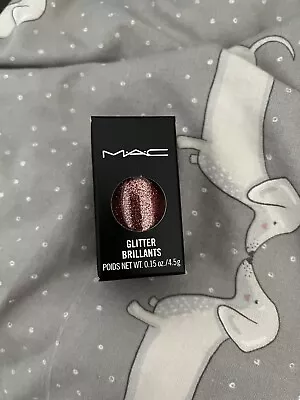 M·A·C
GLITTER
BRILLANTS
POIDS NET WT. 0.15 oz./4.5g